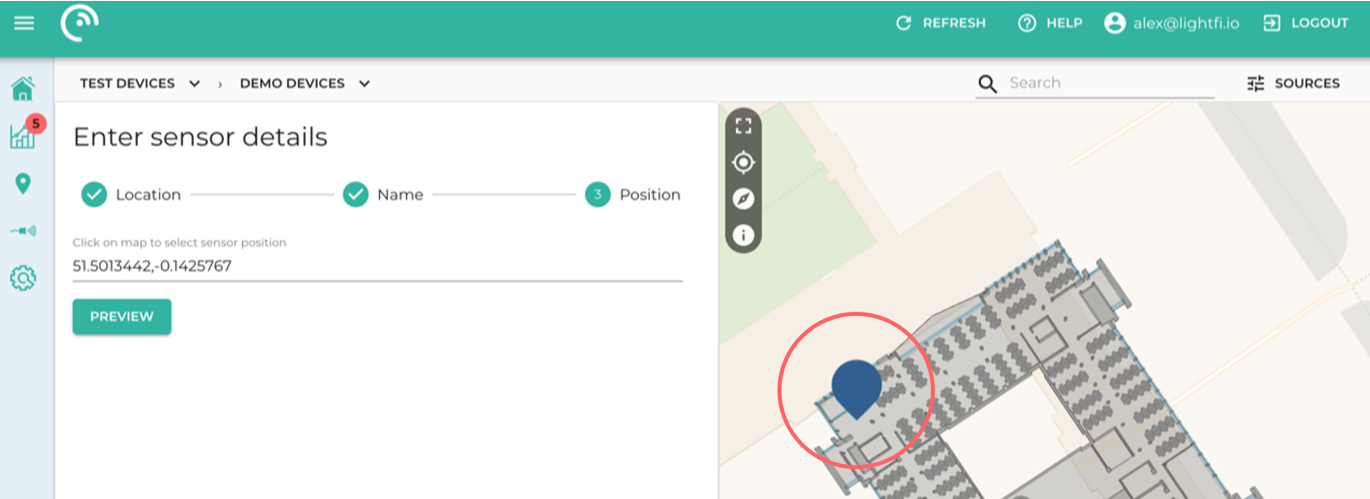 REFRESH HELP alex@lightfi.io LOGOUT
TEST DEVICES › DEMO DEVICES Search SOURCES
5
Enter sensor details
Location Name 3 Position
Click on map to select sensor position
51.5013442,-0.1425767
PREVIEW